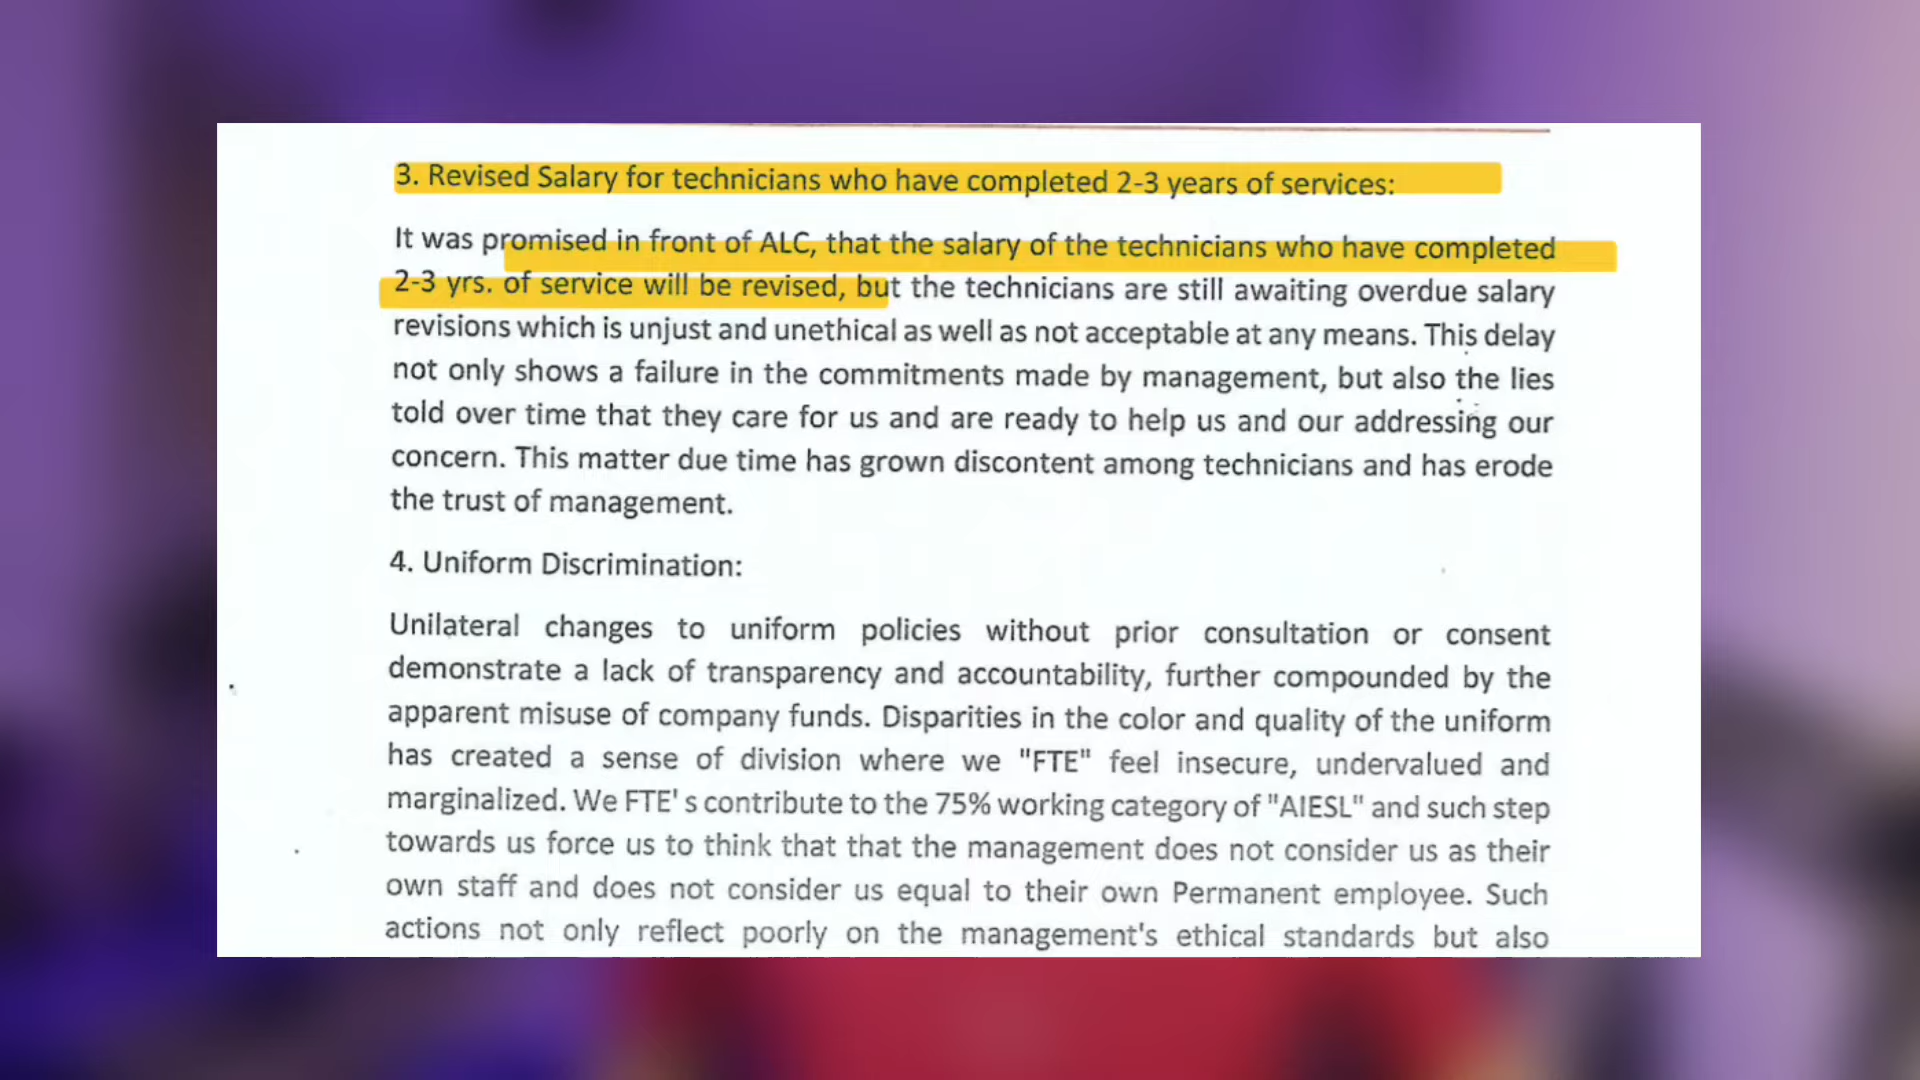 3. Revised Salary for technicians who have completed 2-3 years of services:
It was promised in front of ALC, that the salary of the technicians who have completed
2-3 yrs. of service will be revised, but the technicians are still awaiting overdue salary
revisions which is unjust and unethical as well as not acceptable at any means. This delay
not only shows a failure in the commitments made by management, but also the lies
told over time that they care for us and are ready to help us and our addressing our
concern. This matter due time has grown discontent among technicians and has erode
the trust of management.
4. Uniform Discrimination:
Unilateral changes to uniform policies without prior consultation or consent
demonstrate a lack of transparency and accountability, further compounded by the
apparent misuse of company funds. Disparities in the color and quality of the uniform
has created a sense of division where we "FTE" feel insecure, undervalued and
marginalized. We FTE' s contribute to the 75% working category of "AIESL" and such step
towards us force us to think that that the management does not consider us as their
own staff and does not consider us equal to their own Permanent employee. Such
actions not only reflect poorly on the management's ethical standards but also